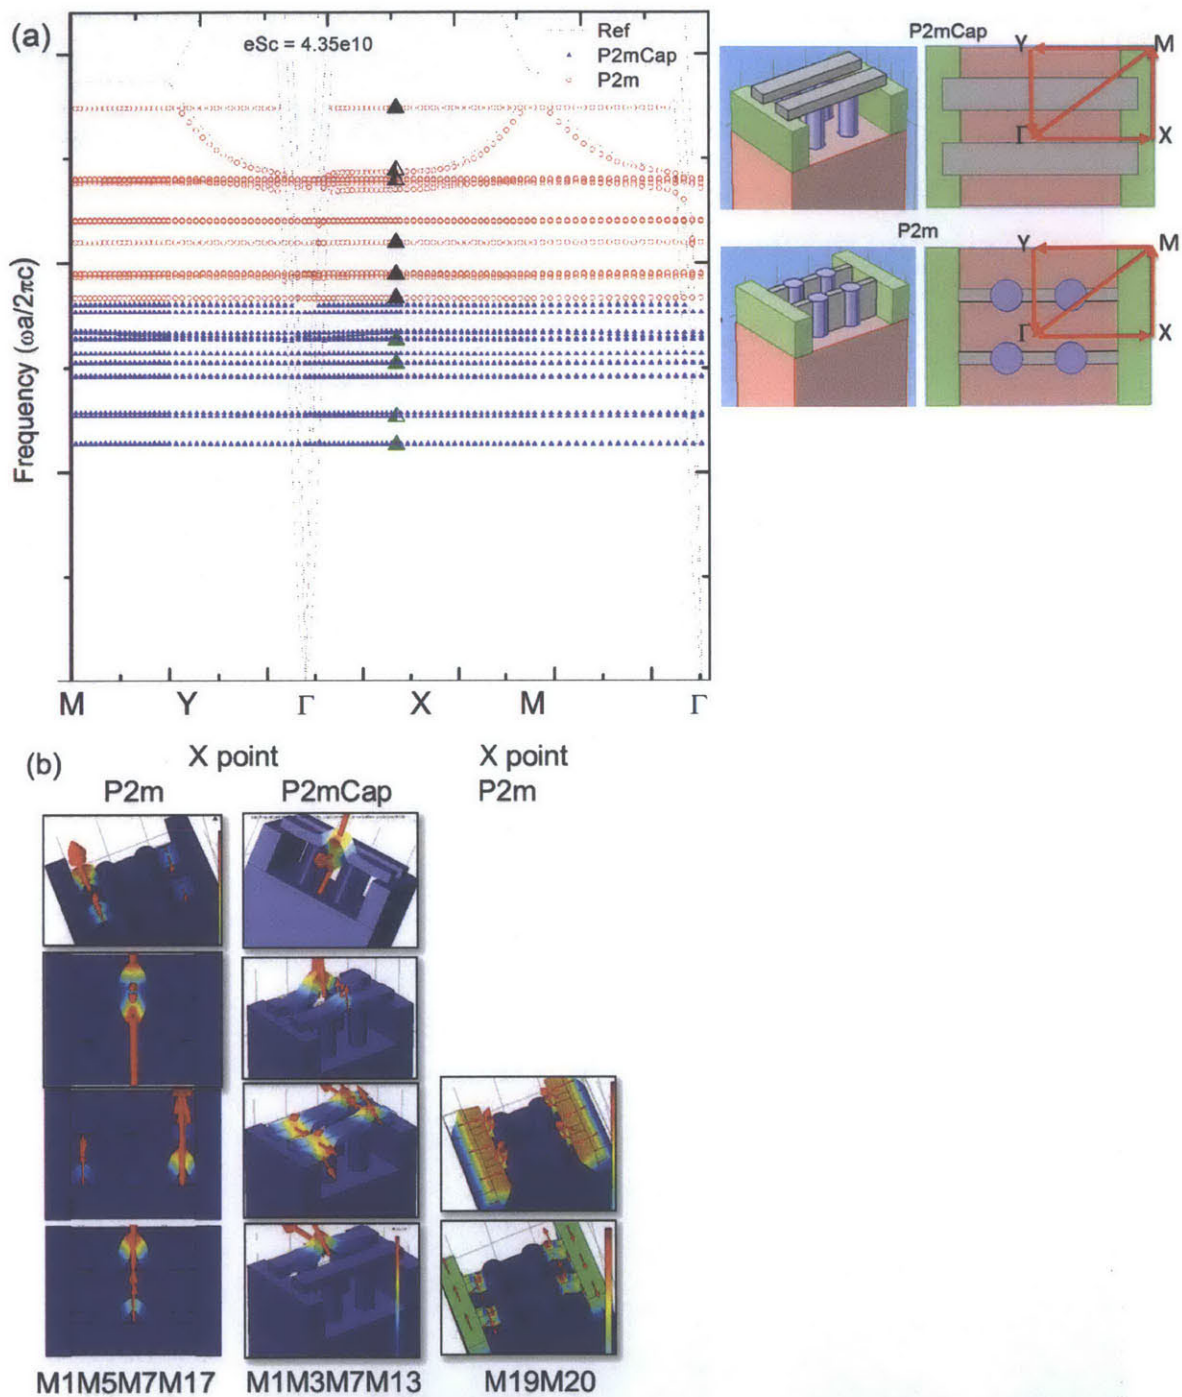 (a)
eSc = 4.35e10
Ref
P2mCap
P2m
Frequency (ωa/2πc)
M Y Γ X M Γ
P2mCap
Y M
Γ X
P2m
Y M
Γ X
(b)
X point
P2m P2mCap
X point
P2m
M1M5M7M17 M1M3M7M13 M19M20